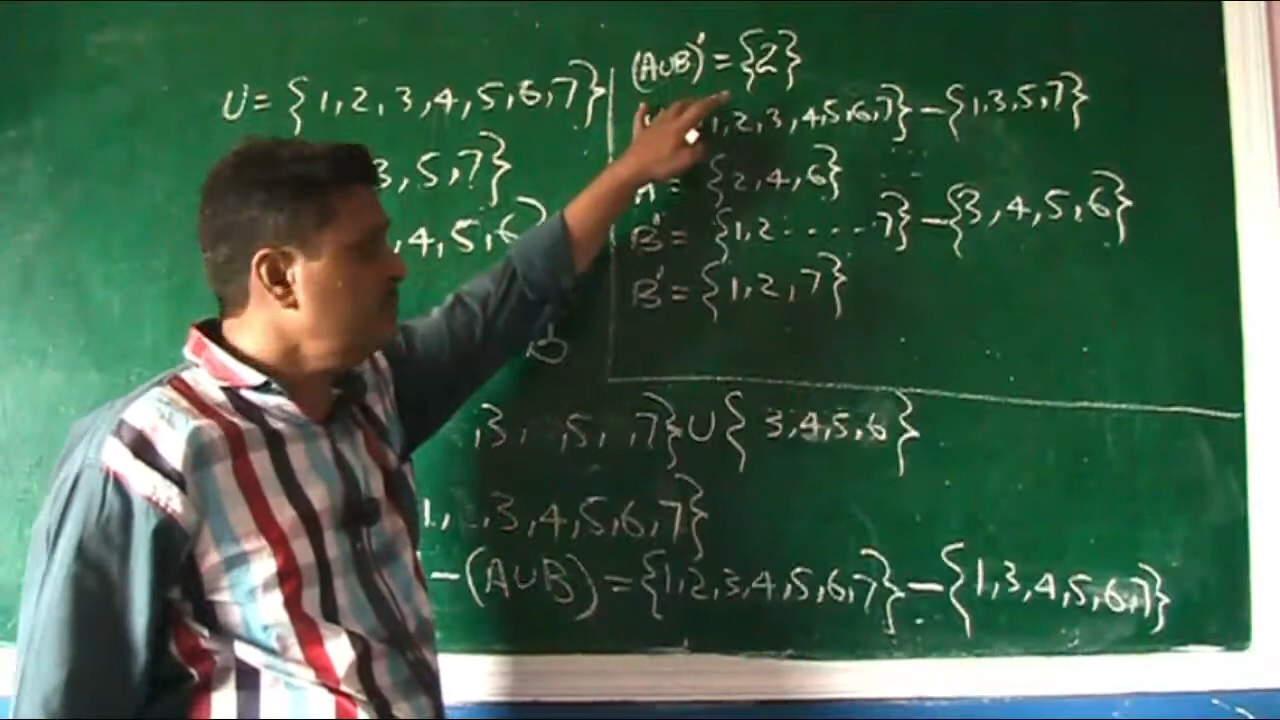 U = {1,2,3,4,5,6,7}
3,5,7}
,4,5,6}
(A∪B)' = {2}
1,2,3,4,5,6,7} - {1,3,5,7}
A' = {2,4,6}
B' = {1,2.....7} - {3,4,5,6}
B' = {1,2,7}
,3, ,5, ,7} ∪ {3,4,5,6}
1, ,3,4,5,6,7}
- (A∪B) = {1,2,3,4,5,6,7} - {1,3,4,5,6,7}